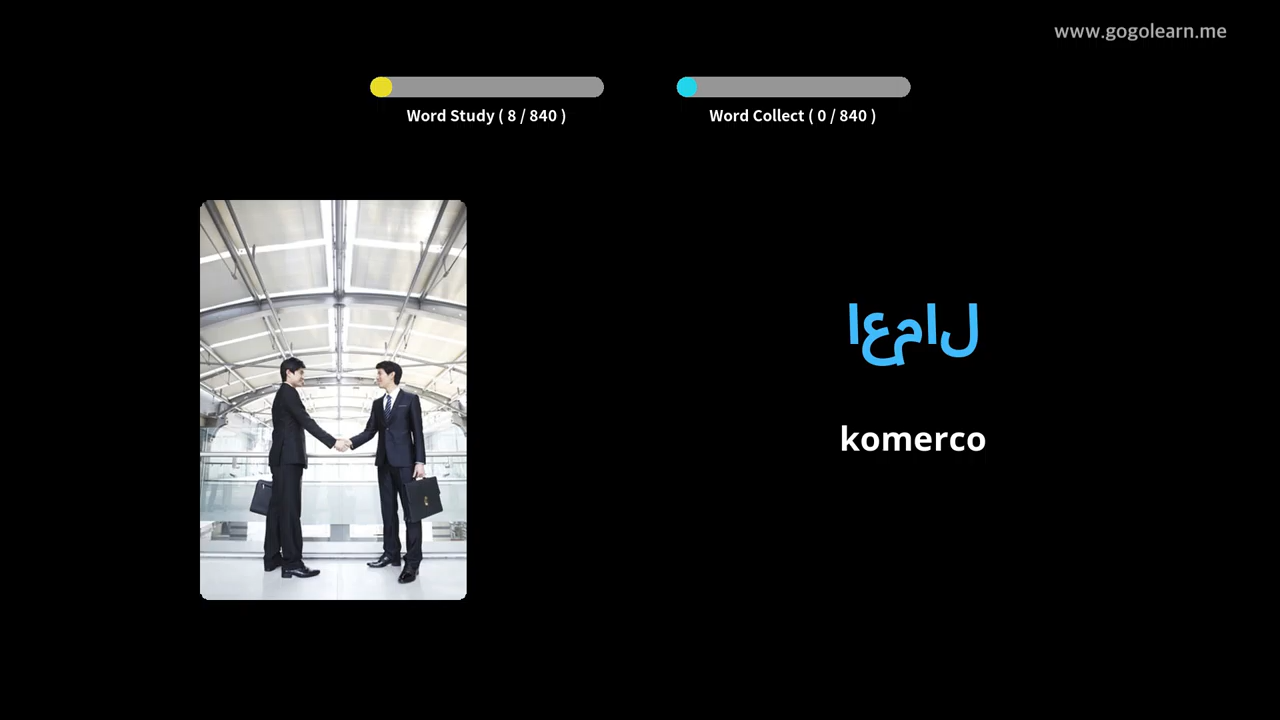 www.gogolearn.me
Word Study ( 8 / 840 )
Word Collect ( 0 / 840 )
اعمال
komerco